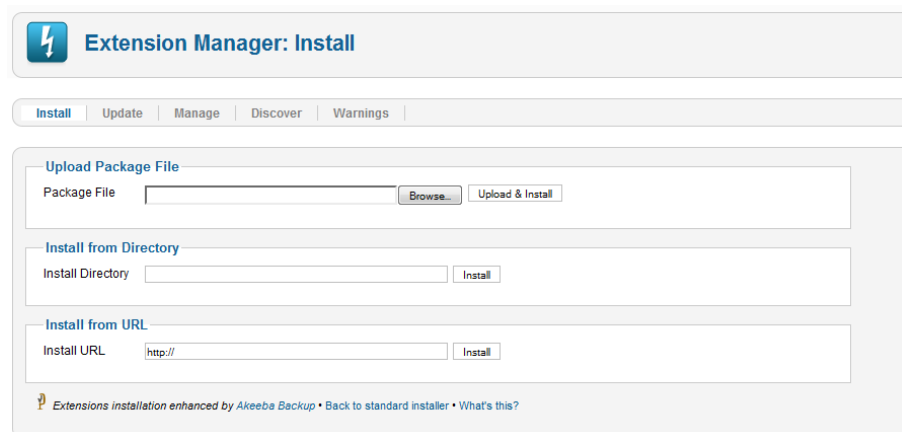 Extension Manager: Install
Install Update Manage Discover Warnings
Upload Package File
Package File Browse... Upload & Install
Install from Directory
Install Directory Install
Install from URL
Install URL http:// Install
Extensions installation enhanced by Akeeba Backup • Back to standard installer • What's this?